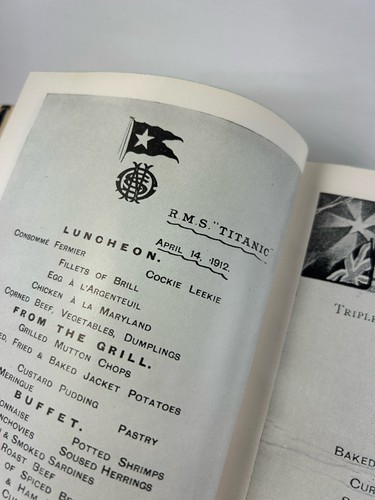 R.M.S. "TITANIC"
APRIL 14, 1912.
LUNCHEON.
CONSOMMÉ FERMIER COCKIE LEEKIE
FILLETS OF BRILL
EGG À L'ARGENTEUIL
CHICKEN À LA MARYLAND
CORNED BEEF, VEGETABLES, DUMPLINGS
FROM THE GRILL.
GRILLED MUTTON CHOPS
FRIED & BAKED JACKET POTATOES
CUSTARD PUDDING
MERINGUE PASTRY
BUFFET.
POTTED SHRIMPS
SOUSED HERRINGS
& SMOKED SARDINES
ROAST BEEF
OF SPICED
& HAM
TRIPLE
BAKED